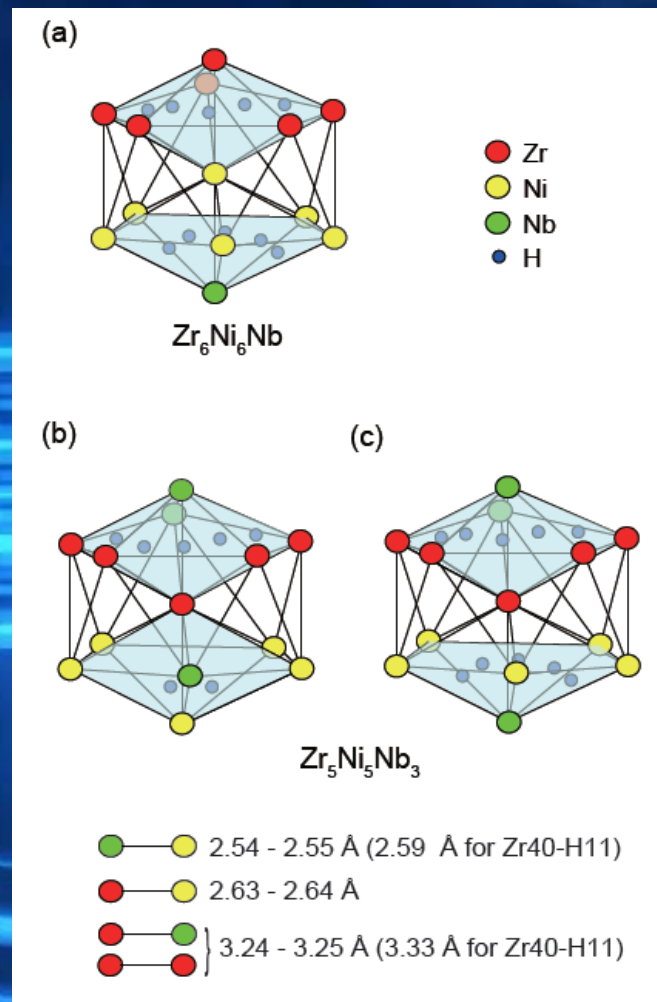 (a)
Zr
Ni
Nb
H
Zr₆Ni₆Nb
(b) (c)
Zr₅Ni₅Nb₃
2.54 - 2.55 Å (2.59 Å for Zr40-H11)
2.63 - 2.64 Å
3.24 - 3.25 Å (3.33 Å for Zr40-H11)